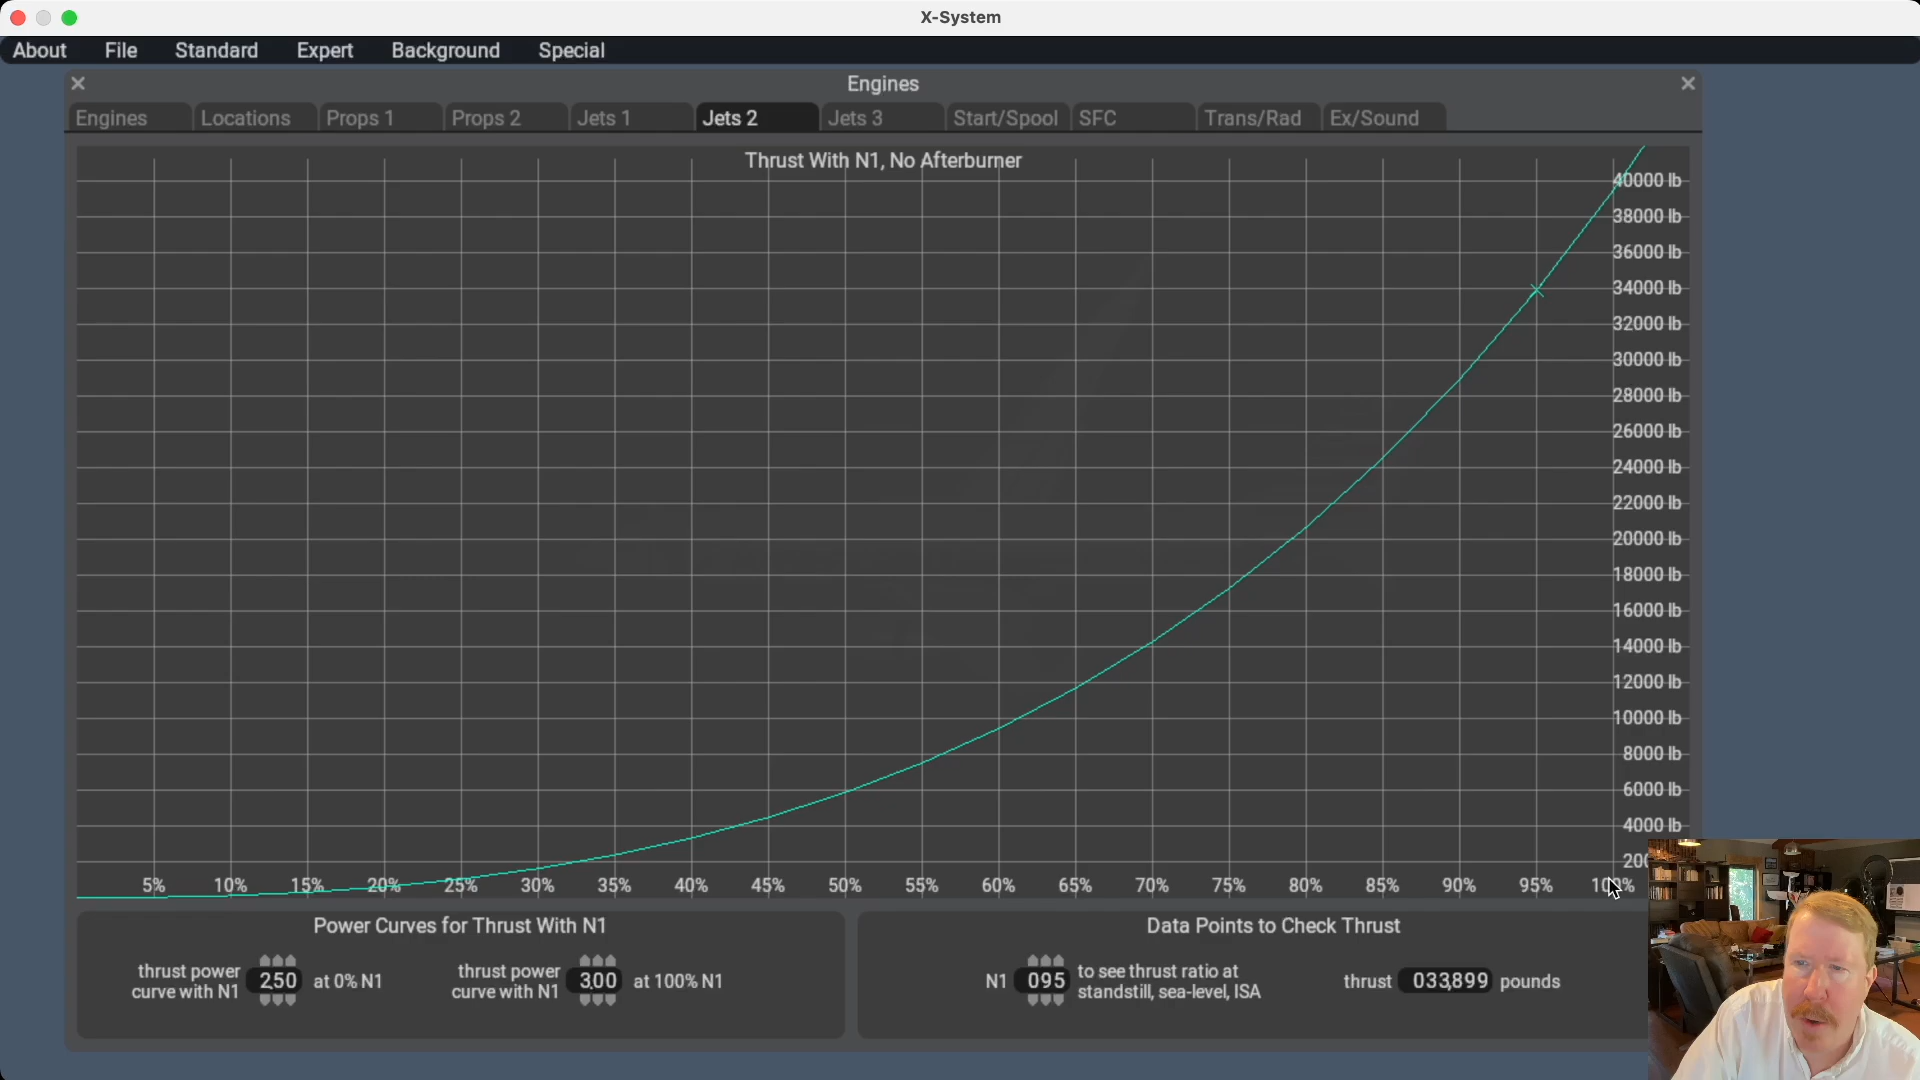 X-System
About File Standard Expert Background Special
Engines
Engines Locations Props 1 Props 2 Jets 1 Jets 2 Jets 3 Start/Spool SFC Trans/Rad Ex/Sound
Thrust With N1, No Afterburner
40000 lb
38000 lb
36000 lb
34000 lb
32000 lb
30000 lb
28000 lb
26000 lb
24000 lb
22000 lb
20000 lb
18000 lb
16000 lb
14000 lb
12000 lb
10000 lb
8000 lb
6000 lb
4000 lb
5% 10% 15% 20% 25% 30% 35% 40% 45% 50% 55% 60% 65% 70% 75% 80% 85% 90% 95% 100%
Power Curves for Thrust With N1
thrust power
curve with N1 2,50 at 0% N1
thrust power
curve with N1 3,00 at 100% N1
Data Points to Check Thrust
N1 095 to see thrust ratio at
standstill, sea-level, ISA
thrust 033,899 pounds